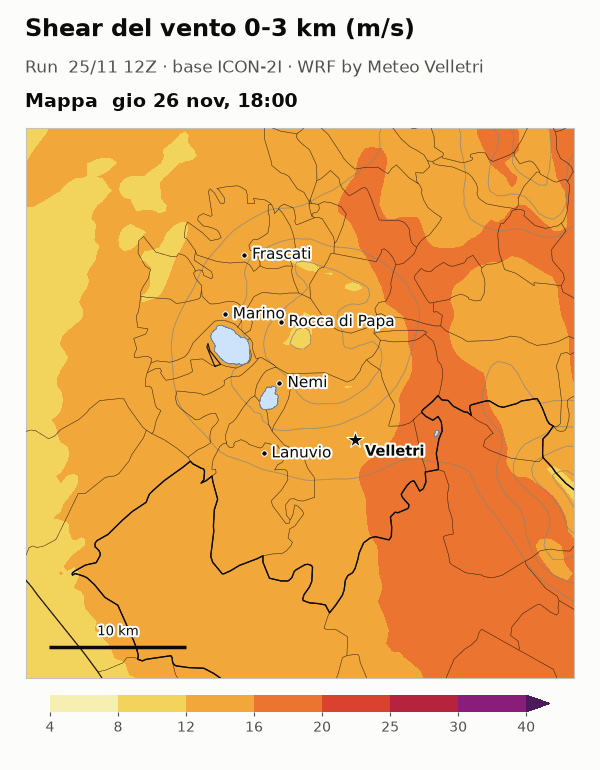 Shear del vento 0-3 km (m/s)
Run  25/11 12Z · base ICON-2I · WRF by Meteo Velletri
Mappa  gio 26 nov, 18:00
Frascati
Marino
Rocca di Papa
Nemi
Velletri
Lanuvio
10 km
4 8 12 16 20 25 30 40